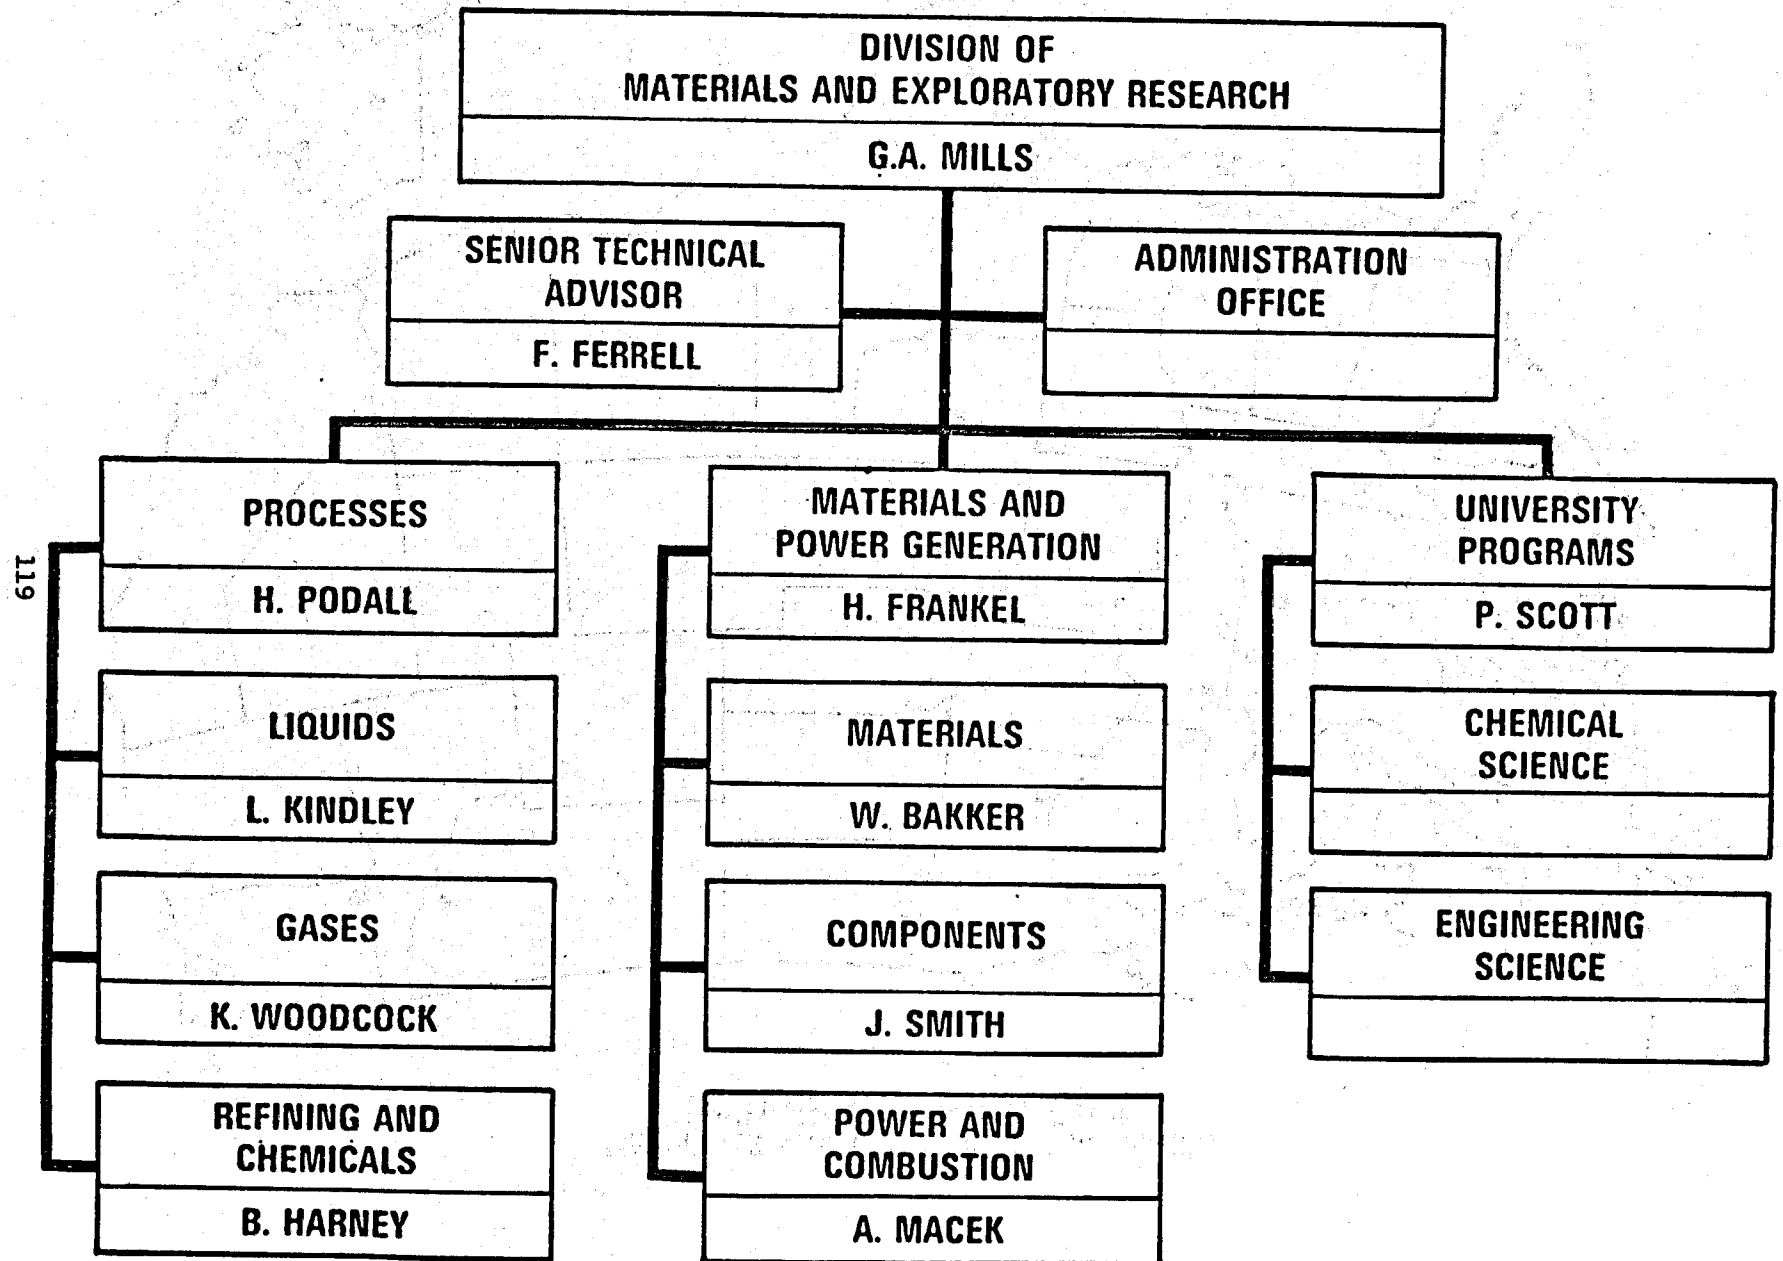 DIVISION OF
MATERIALS AND EXPLORATORY RESEARCH
G.A. MILLS
SENIOR TECHNICAL
ADVISOR
F. FERRELL
ADMINISTRATION
OFFICE
PROCESSES
H. PODALL
LIQUIDS
L. KINDLEY
GASES
K. WOODCOCK
REFINING AND
CHEMICALS
B. HARNEY
MATERIALS AND
POWER GENERATION
H. FRANKEL
MATERIALS
W. BAKKER
COMPONENTS
J. SMITH
POWER AND
COMBUSTION
A. MACEK
UNIVERSITY
PROGRAMS
P. SCOTT
CHEMICAL
SCIENCE
ENGINEERING
SCIENCE
119